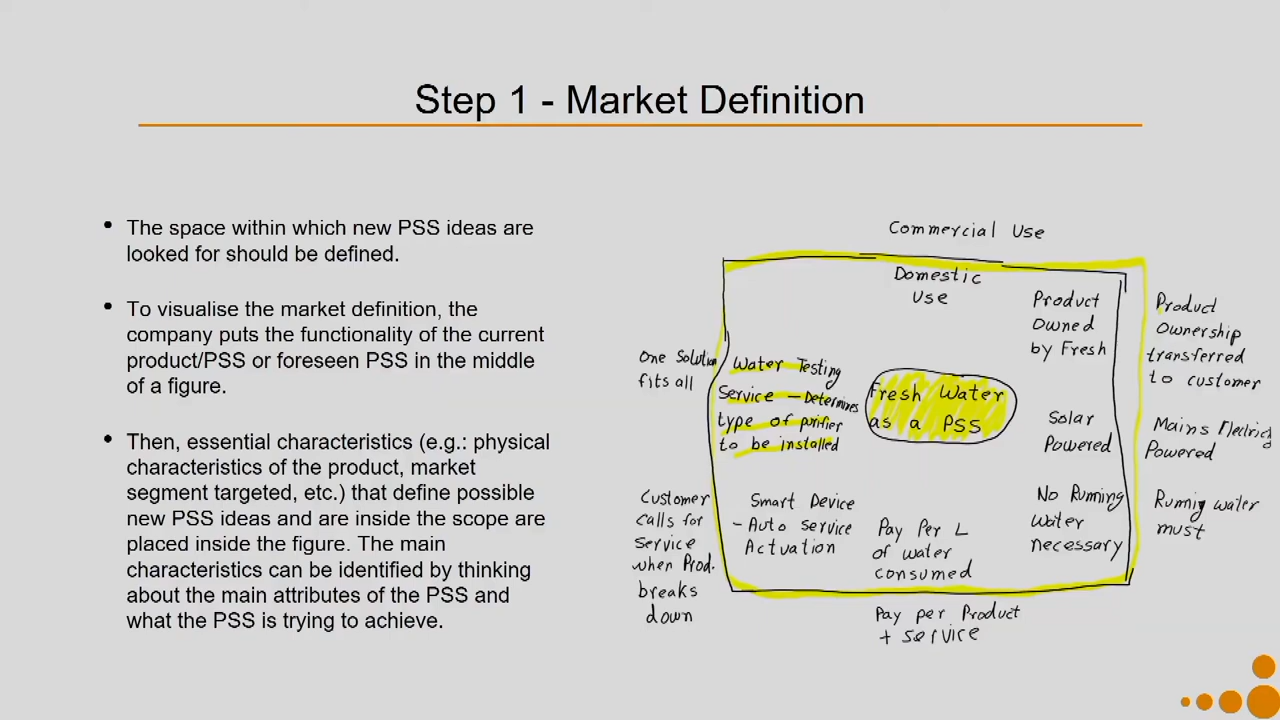 Step 1 - Market Definition
• The space within which new PSS ideas are
looked for should be defined.
• To visualise the market definition, the
company puts the functionality of the current
product/PSS or foreseen PSS in the middle
of a figure.
• Then, essential characteristics (e.g.: physical
characteristics of the product, market
segment targeted, etc.) that define possible
new PSS ideas and are inside the scope are
placed inside the figure. The main
characteristics can be identified by thinking
about the main attributes of the PSS and
what the PSS is trying to achieve.
Commercial Use
Domestic
Use
Product
Owned
by Fresh
Product
Ownership
transferred
to customer
One Solution
fits all
Water Testing
Service - Determines
type of purifier
to be installed
Fresh Water
as a PSS
Solar
Powered
Mains Electricity
Powered
Customer
calls for
service
when Prod.
breaks
down
Smart Device
- Auto service
Actuation
Pay Per L
of water
consumed
No Runing
water
necessary
Runnig water
must
Pay per Product
+ service